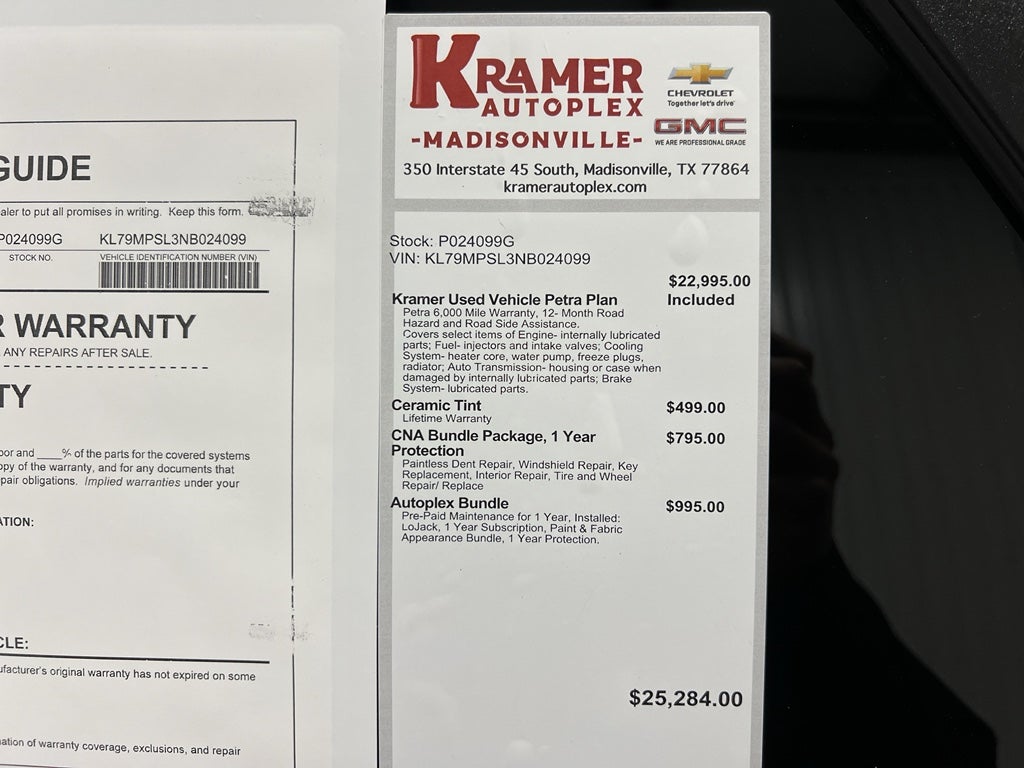 GUIDE
aler to put all promises in writing. Keep this form.
P024099G KL79MPSL3NB024099
STOCK NO. VEHICLE IDENTIFICATION NUMBER (VIN)
R WARRANTY
ANY REPAIRS AFTER SALE.
TY
bor and ____% of the parts for the covered systems
opy of the warranty, and for any documents that
pair obligations. Implied warranties under your
ATION:
CLE:
ufacturer's original warranty has not expired on some
nation of warranty coverage, exclusions, and repair
KRAMER
AUTOPLEX
-MADISONVILLE-
CHEVROLET
Together let's drive
GMC
WE ARE PROFESSIONAL GRADE
350 Interstate 45 South, Madisonville, TX 77864
kramerautoplex.com
Stock: P024099G
VIN: KL79MPSL3NB024099
$22,995.00
Kramer Used Vehicle Petra Plan Included
Petra 6,000 Mile Warranty, 12- Month Road
Hazard and Road Side Assistance.
Covers select items of Engine- internally lubricated
parts; Fuel- injectors and intake valves; Cooling
System- heater core, water pump, freeze plugs,
radiator; Auto Transmission- housing or case when
damaged by internally lubricated parts; Brake
System- lubricated parts.
Ceramic Tint $499.00
Lifetime Warranty
CNA Bundle Package, 1 Year $795.00
Protection
Paintless Dent Repair, Windshield Repair, Key
Replacement, Interior Repair, Tire and Wheel
Repair/ Replace
Autoplex Bundle $995.00
Pre-Paid Maintenance for 1 Year, Installed:
LoJack, 1 Year Subscription, Paint & Fabric
Appearance Bundle, 1 Year Protection.
$25,284.00